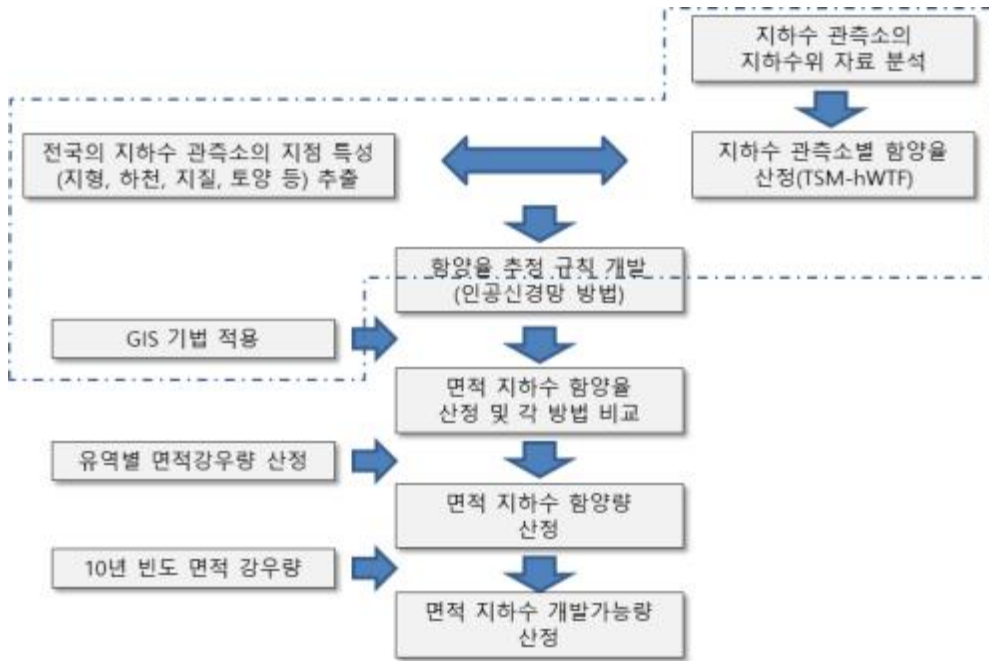 지하수 관측소의
지하수위 자료 분석
전국의 지하수 관측소의 지점 특성
(지형, 하천, 지질, 토양 등) 추출
지하수 관측소별 함양율
산정(TSM-hWTF)
함양율 추정 규칙 개발
(인공신경망 방법)
GIS 기법 적용
면적 지하수 함양율
산정 및 각 방법 비교
유역별 면적강우량 산정
면적 지하수 함양량
산정
10년 빈도 면적 강우량
면적 지하수 개발가능량
산정